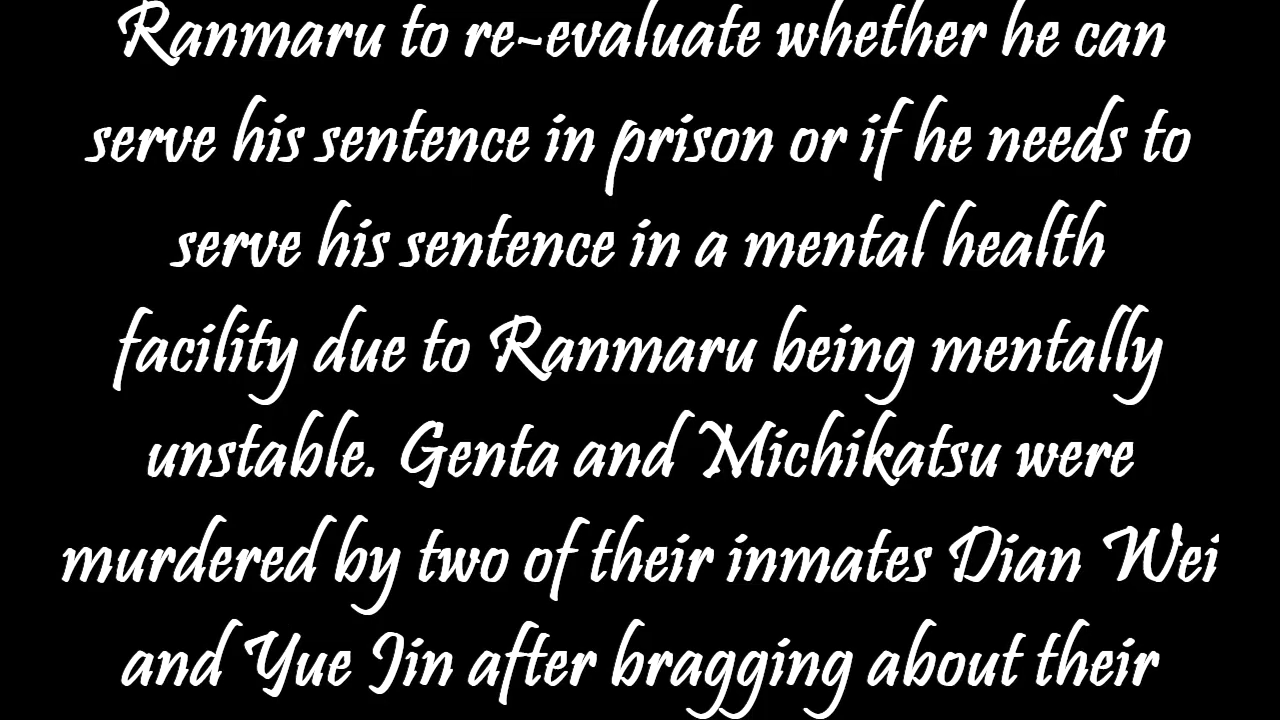 Ranmaru to re-evaluate whether he can
serve his sentence in prison or if he needs to
serve his sentence in a mental health
facility due to Ranmaru being mentally
unstable. Genta and Michikatsu were
murdered by two of their inmates Dian Wei
and Yue Jin after bragging about their